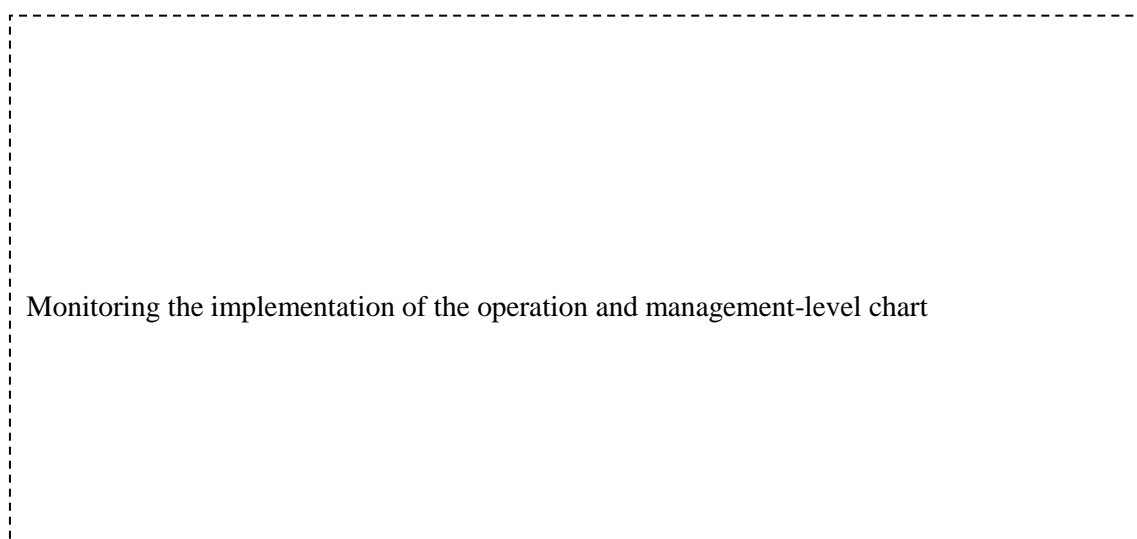 Monitoring the implementation of the operation and management-level chart